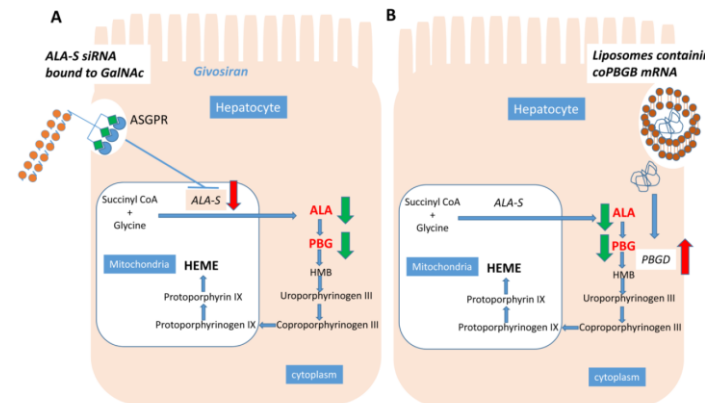 A
ALA-S siRNA
bound to GalNAc
Givosiran
Hepatocyte
ASGPR
Succinyl CoA
+
Glycine
ALA-S
ALA
PBG
HMB
Mitochondria
HEME
Protoporphyrin IX
Uroporphyrinogen III
Protoporphyrinogen IX
Coproporphyrinogen III
cytoplasm
B
Liposomes containin
coPBGB mRNA
Hepatocyte
Succinyl CoA
+
Glycine
ALA-S
ALA
PBG
PBGD
HMB
Mitochondria
HEME
Protoporphyrin IX
Uroporphyrinogen III
Protoporphyrinogen IX
Coproporphyrinogen III
cytoplasm